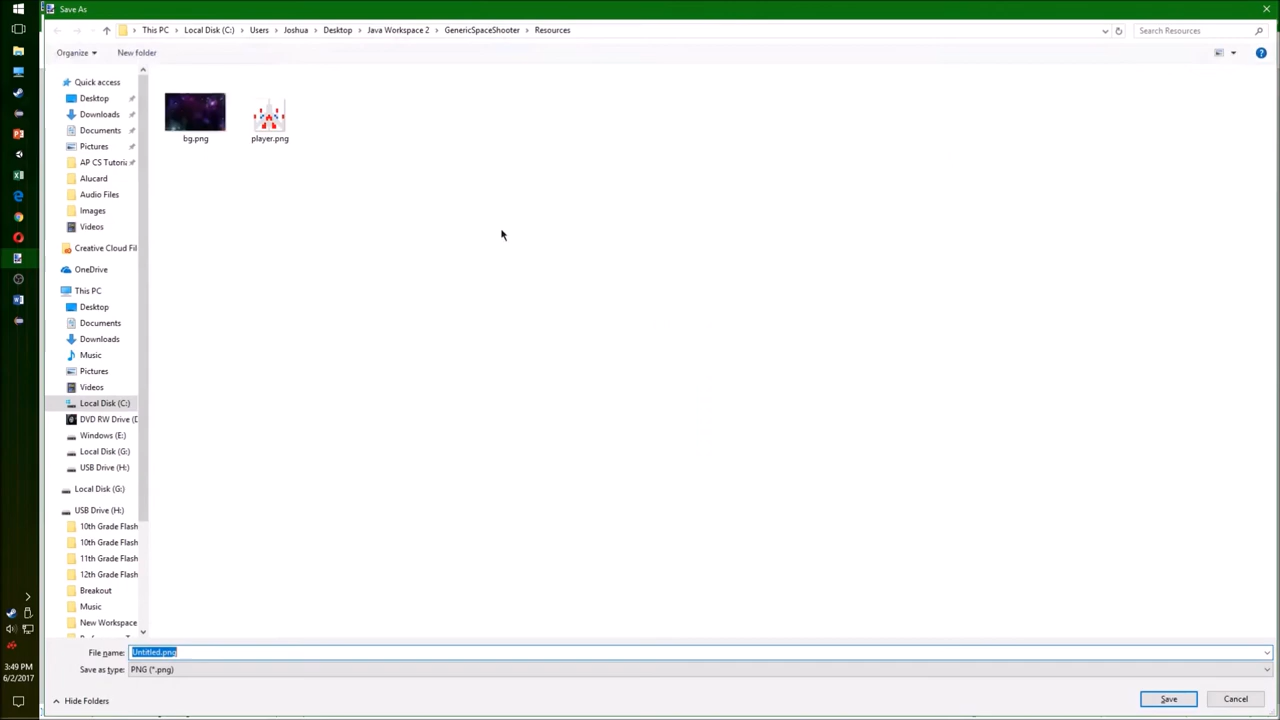 Save As
This PC › Local Disk (C:) › Users › Joshua › Desktop › Java Workspace 2 › GenericSpaceShooter › Resources
Search Resources
Organize
New folder
Quick access
Desktop
Downloads
Documents
Pictures
AP CS Tutoria
Alucard
Audio Files
Images
Videos
Creative Cloud Fil
OneDrive
This PC
Desktop
Documents
Downloads
Music
Pictures
Videos
Local Disk (C:)
DVD RW Drive (D
Windows (E:)
Local Disk (G:)
USB Drive (H:)
Local Disk (G:)
USB Drive (H:)
10th Grade Flash
10th Grade Flash
11th Grade Flash
12th Grade Flash
Breakout
Music
New Workspace
bg.png
player.png
File name: Untitled.png
Save as type: PNG (*.png)
Hide Folders
Save
Cancel
3:49 PM
6/2/2017